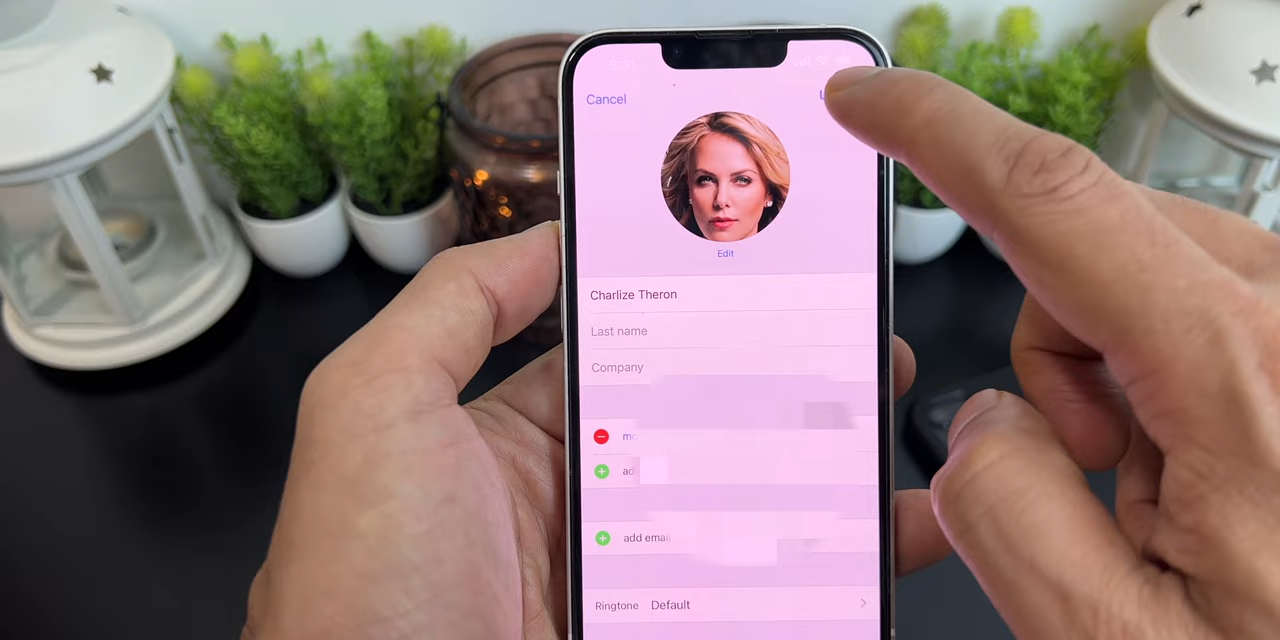 Cancel
Edit
Charlize Theron
Last name
Company
add email
Ringtone Default